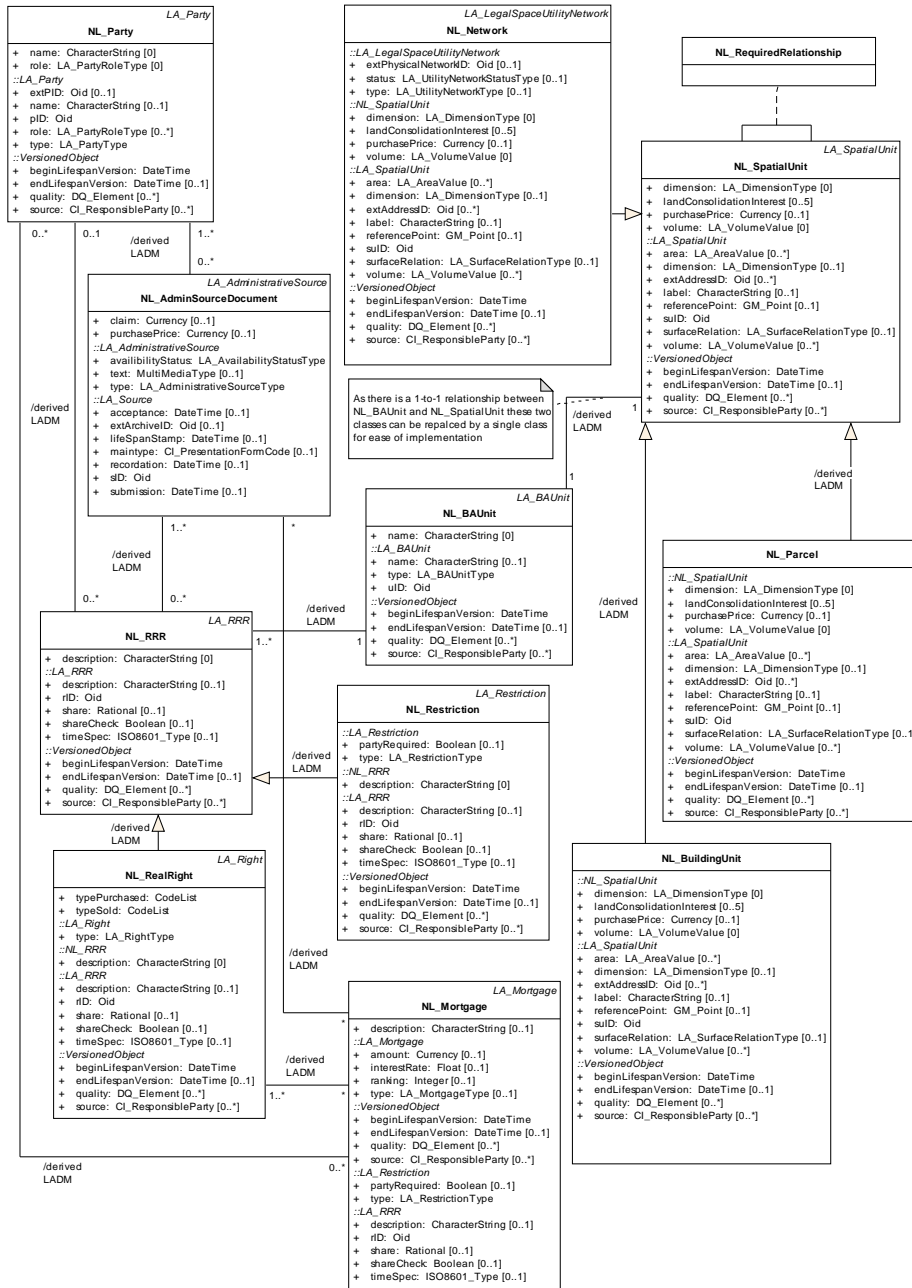 LA_Party
NL_Party
+ name: CharacterString [0]
+ role: LA_PartyRoleType [0]
::LA_Party
+ extPID: Oid [0..1]
+ name: CharacterString [0..1]
+ pID: Oid
+ role: LA_PartyRoleType [0..*]
+ type: LA_PartyType
::VersionedObject
+ beginLifespanVersion: DateTime
+ endLifespanVersion: DateTime [0..1]
+ quality: DQ_Element [0..*]
+ source: CI_ResponsibleParty [0..*]
LA_LegalSpaceUtilityNetwork
NL_Network
::LA_LegalSpaceUtilityNetwork
+ extPhysicalNetworkID: Oid [0..1]
+ status: LA_UtilityNetworkStatusType [0..1]
+ type: LA_UtilityNetworkType [0..1]
::NL_SpatialUnit
+ dimension: LA_DimensionType [0]
+ landConsolidationInterest [0..5]
+ purchasePrice: Currency [0..1]
+ volume: LA_VolumeValue [0]
::LA_SpatialUnit
+ area: LA_AreaValue [0..*]
+ dimension: LA_DimensionType [0..1]
+ extAddressID: Oid [0..*]
+ label: CharacterString [0..1]
+ referencePoint: GM_Point [0..1]
+ suID: Oid
+ surfaceRelation: LA_SurfaceRelationType [0..1]
+ volume: LA_VolumeValue [0..*]
::VersionedObject
+ beginLifespanVersion: DateTime
+ endLifespanVersion: DateTime [0..1]
+ quality: DQ_Element [0..*]
+ source: CI_ResponsibleParty [0..*]
NL_RequiredRelationship
LA_SpatialUnit
NL_SpatialUnit
+ dimension: LA_DimensionType [0]
+ landConsolidationInterest [0..5]
+ purchasePrice: Currency [0..1]
+ volume: LA_VolumeValue [0]
::LA_SpatialUnit
+ area: LA_AreaValue [0..*]
+ dimension: LA_DimensionType [0..1]
+ extAddressID: Oid [0..*]
+ label: CharacterString [0..1]
+ referencePoint: GM_Point [0..1]
+ suID: Oid
+ surfaceRelation: LA_SurfaceRelationType [0..1]
+ volume: LA_VolumeValue [0..*]
::VersionedObject
+ beginLifespanVersion: DateTime
+ endLifespanVersion: DateTime [0..1]
+ quality: DQ_Element [0..*]
+ source: CI_ResponsibleParty [0..*]
0..*
0..1
1..*
/derived
LADM
0..*
LA_AdministrativeSource
NL_AdminSourceDocument
+ claim: Currency [0..1]
+ purchasePrice: Currency [0..1]
::LA_AdministrativeSource
+ availibilityStatus: LA_AvailabilityStatusType
+ text: MultiMediaType [0..1]
+ type: LA_AdministrativeSourceType
::LA_Source
+ acceptance: DateTime [0..1]
+ extArchiveID: Oid [0..1]
+ lifeSpanStamp: DateTime [0..1]
+ maintype: CI_PresentationFormCode [0..1]
+ recordation: DateTime [0..1]
+ sID: Oid
+ submission: DateTime [0..1]
/derived
LADM
As there is a 1-to-1 relationship between
NL_BAUnit and NL_SpatialUnit these two
classes can be repalced by a single class
for ease of implementation
/derived
LADM
1
1
/derived
LADM
LA_BAUnit
NL_BAUnit
+ name: CharacterString [0]
::LA_BAUnit
+ name: CharacterString [0..1]
+ type: LA_BAUnitType
+ uID: Oid
::VersionedObject
+ beginLifespanVersion: DateTime
+ endLifespanVersion: DateTime [0..1]
+ quality: DQ_Element [0..*]
+ source: CI_ResponsibleParty [0..*]
1..*
*
/derived
LADM
0..*
0..*
/derived
LADM
1..*
1
/derived
LADM
NL_Parcel
::NL_SpatialUnit
+ dimension: LA_DimensionType [0]
+ landConsolidationInterest [0..5]
+ purchasePrice: Currency [0..1]
+ volume: LA_VolumeValue [0]
::LA_SpatialUnit
+ area: LA_AreaValue [0..*]
+ dimension: LA_DimensionType [0..1]
+ extAddressID: Oid [0..*]
+ label: CharacterString [0..1]
+ referencePoint: GM_Point [0..1]
+ suID: Oid
+ surfaceRelation: LA_SurfaceRelationType [0..1]
+ volume: LA_VolumeValue [0..*]
::VersionedObject
+ beginLifespanVersion: DateTime
+ endLifespanVersion: DateTime [0..1]
+ quality: DQ_Element [0..*]
+ source: CI_ResponsibleParty [0..*]
LA_RRR
NL_RRR
+ description: CharacterString [0]
::LA_RRR
+ description: CharacterString [0..1]
+ rID: Oid
+ share: Rational [0..1]
+ shareCheck: Boolean [0..1]
+ timeSpec: ISO8601_Type [0..1]
::VersionedObject
+ beginLifespanVersion: DateTime
+ endLifespanVersion: DateTime [0..1]
+ quality: DQ_Element [0..*]
+ source: CI_ResponsibleParty [0..*]
/derived
LADM
LA_Restriction
NL_Restriction
::LA_Restriction
+ partyRequired: Boolean [0..1]
+ type: LA_RestrictionType
::NL_RRR
+ description: CharacterString [0]
::LA_RRR
+ description: CharacterString [0..1]
+ rID: Oid
+ share: Rational [0..1]
+ shareCheck: Boolean [0..1]
+ timeSpec: ISO8601_Type [0..1]
::VersionedObject
+ beginLifespanVersion: DateTime
+ endLifespanVersion: DateTime [0..1]
+ quality: DQ_Element [0..*]
+ source: CI_ResponsibleParty [0..*]
/derived
LADM
LA_Right
NL_RealRight
+ typePurchased: CodeList
+ typeSold: CodeList
::LA_Right
+ type: LA_RightType
::NL_RRR
+ description: CharacterString [0]
::LA_RRR
+ description: CharacterString [0..1]
+ rID: Oid
+ share: Rational [0..1]
+ shareCheck: Boolean [0..1]
+ timeSpec: ISO8601_Type [0..1]
::VersionedObject
+ beginLifespanVersion: DateTime
+ endLifespanVersion: DateTime [0..1]
+ quality: DQ_Element [0..*]
+ source: CI_ResponsibleParty [0..*]
/derived
LADM
*
/derived
LADM
1..*
*
NL_BuildingUnit
::NL_SpatialUnit
+ dimension: LA_DimensionType [0]
+ landConsolidationInterest [0..5]
+ purchasePrice: Currency [0..1]
+ volume: LA_VolumeValue [0]
::LA_SpatialUnit
+ area: LA_AreaValue [0..*]
+ dimension: LA_DimensionType [0..1]
+ extAddressID: Oid [0..*]
+ label: CharacterString [0..1]
+ referencePoint: GM_Point [0..1]
+ suID: Oid
+ surfaceRelation: LA_SurfaceRelationType [0..1]
+ volume: LA_VolumeValue [0..*]
::VersionedObject
+ beginLifespanVersion: DateTime
+ endLifespanVersion: DateTime [0..1]
+ quality: DQ_Element [0..*]
+ source: CI_ResponsibleParty [0..*]
LA_Mortgage
NL_Mortgage
+ description: CharacterString [0..1]
::LA_Mortgage
+ amount: Currency [0..1]
+ interestRate: Float [0..1]
+ ranking: Integer [0..1]
+ type: LA_MortgageType [0..1]
::VersionedObject
+ beginLifespanVersion: DateTime
+ endLifespanVersion: DateTime [0..1]
+ quality: DQ_Element [0..*]
+ source: CI_ResponsibleParty [0..*]
::LA_Restriction
+ partyRequired: Boolean [0..1]
+ type: LA_RestrictionType
::LA_RRR
+ description: CharacterString [0..1]
+ rID: Oid
+ share: Rational [0..1]
+ shareCheck: Boolean [0..1]
+ timeSpec: ISO8601_Type [0..1]
/derived
LADM
0..*